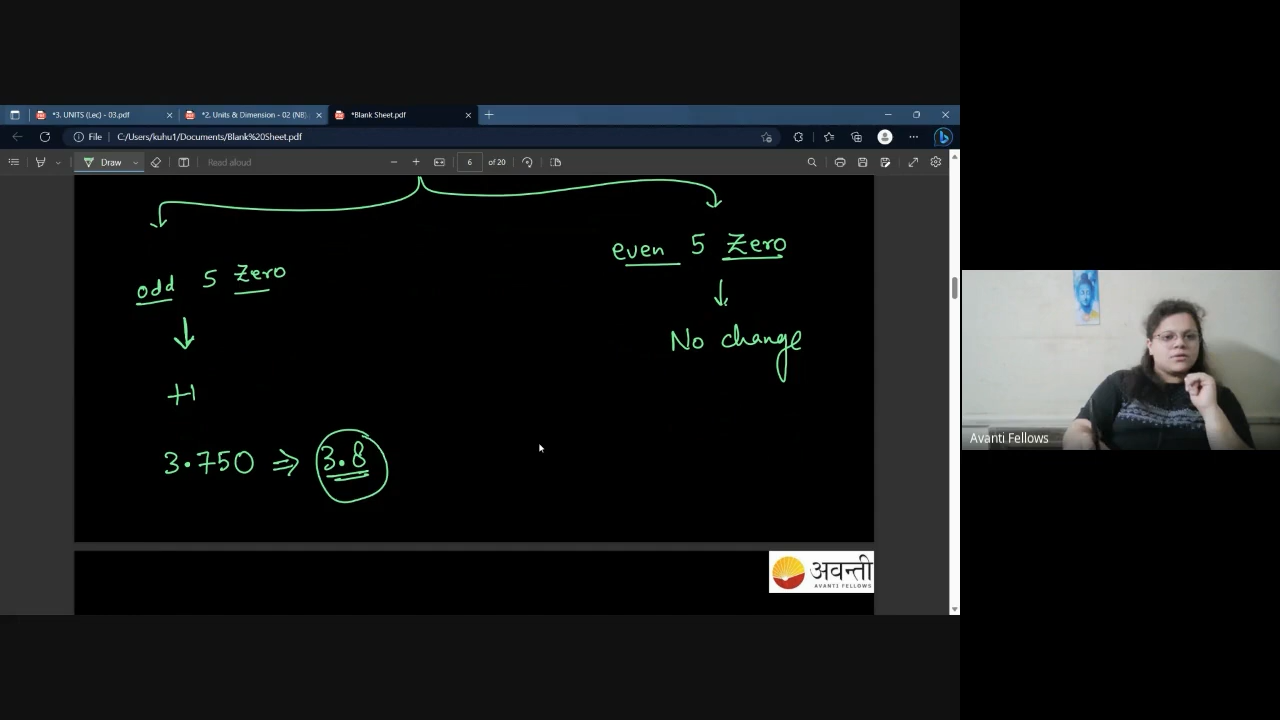 *3. UNITS (Lec) - 03.pdf
*2. Units & Dimension - 02 (NB).
*Blank Sheet.pdf
File
C:/Users/kuhu1/Documents/Blank%20Sheet.pdf
Draw
Read aloud
6 of 20
odd 5 Zero
even 5 Zero
+1
No change
3.750 ⇒ 3.8
अवन्ती
AVANTI FELLOWS
Avanti Fellows